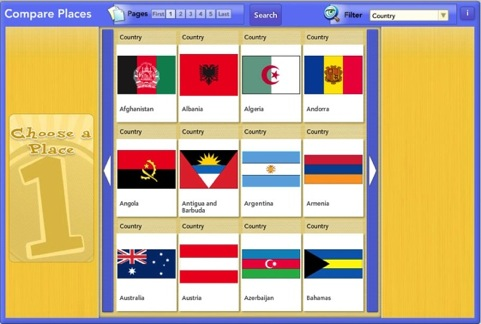 Compare Places
Pages First 1 2 3 4 5 Last
Search
Filter Country
i
Country Country Country Country
Afghanistan Albania Algeria Andorra
Country Country Country Country
Angola Antigua and Barbuda Argentina Armenia
Country Country Country Country
Australia Austria Azerbaijan Bahamas
Choose a
Place
1